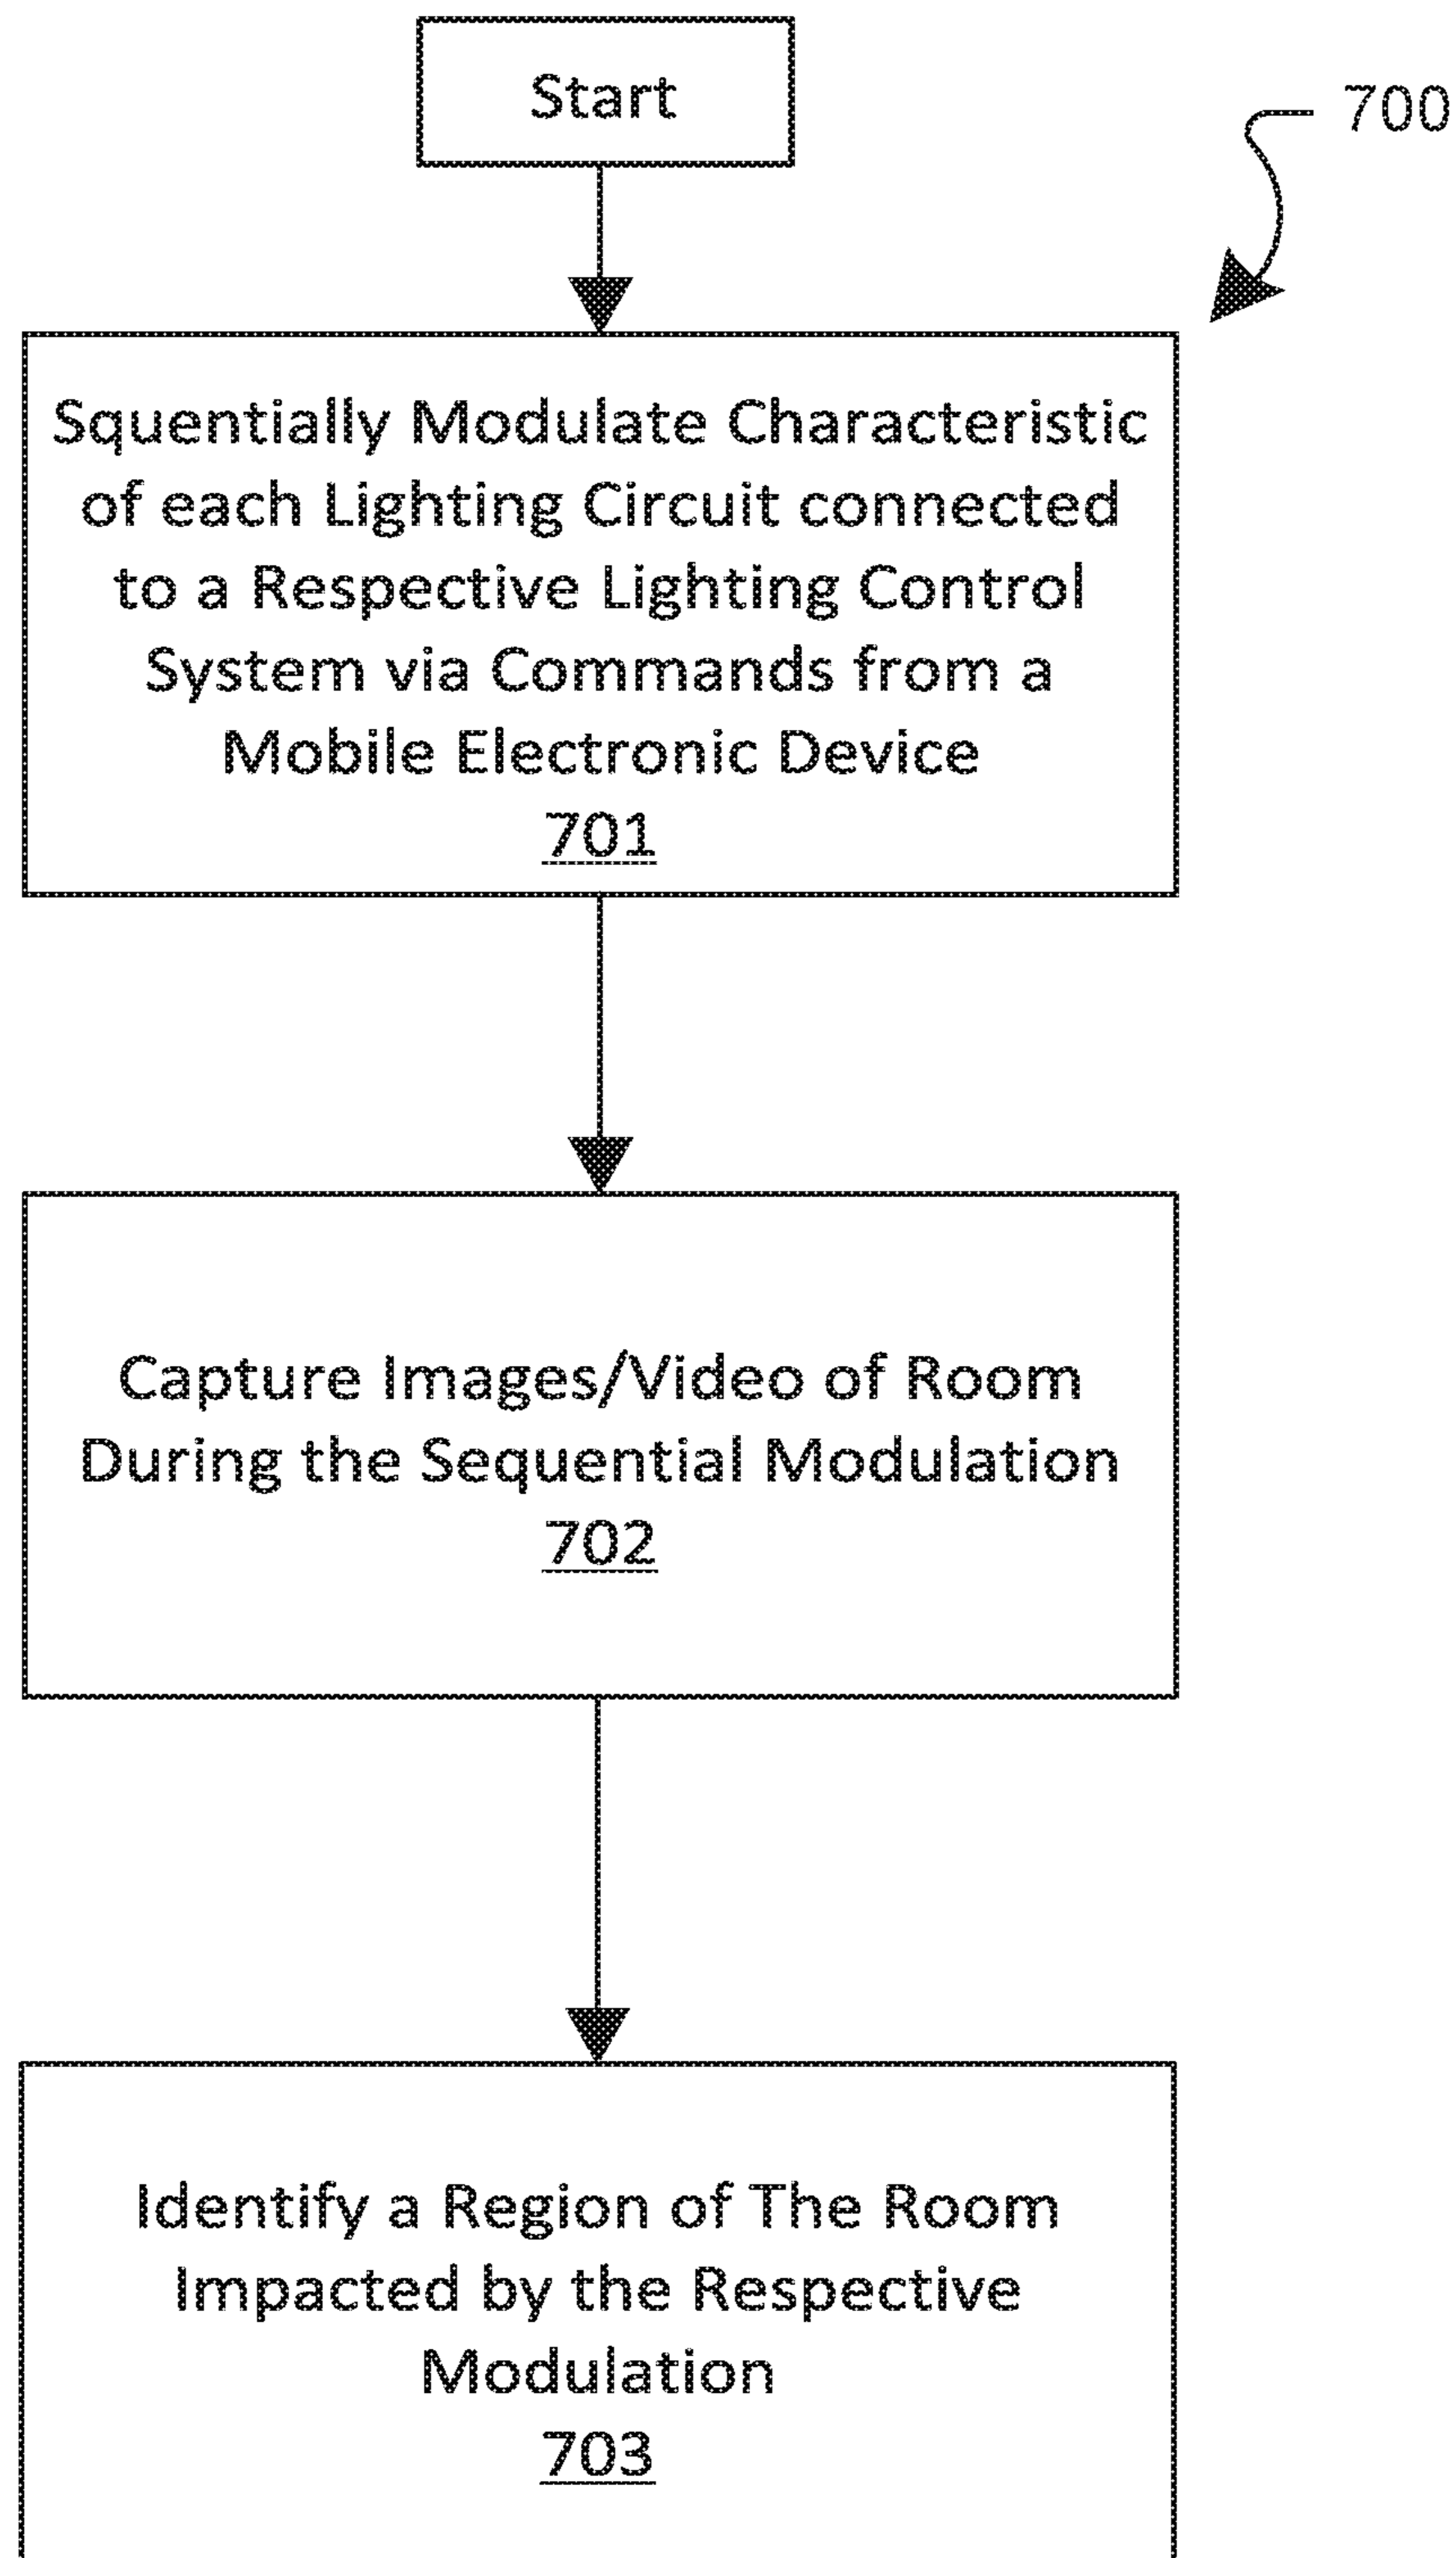 Start
700
Squentially Modulate Characteristic
of each Lighting Circuit connected
to a Respective Lighting Control
System via Commands from a
Mobile Electronic Device
701
Capture Images/Video of Room
During the Sequential Modulation
702
Identify a Region of The Room
Impacted by the Respective
Modulation
703